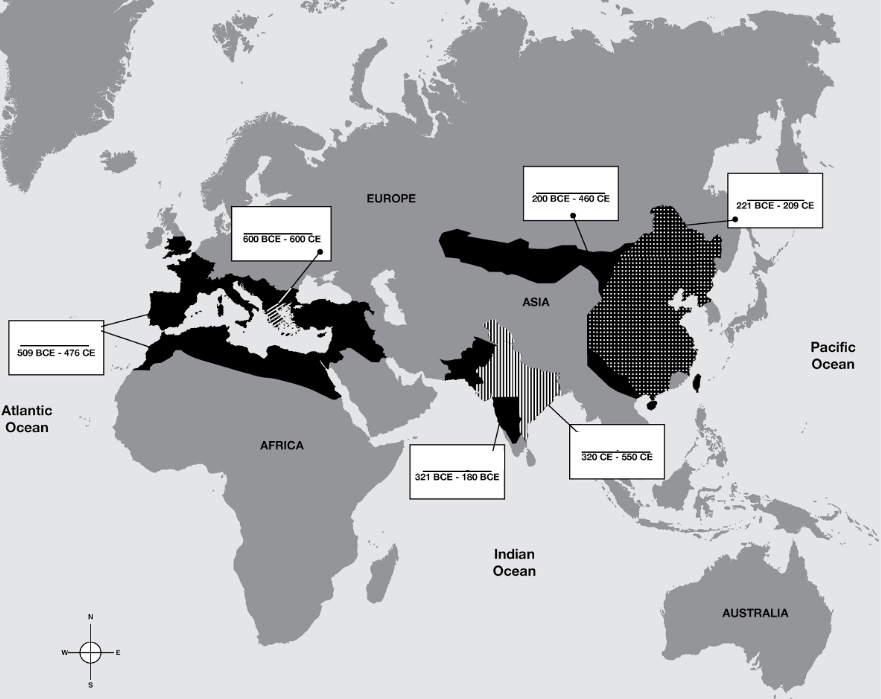 EUROPE
200 BCE - 460 CE
221 BCE - 209 CE
600 BCE - 600 CE
ASIA
509 BCE - 476 CE
Pacific
Ocean
Atlantic
Ocean
AFRICA
320 CE - 550 CE
321 BCE - 180 BCE
Indian
Ocean
AUSTRALIA
N
W
E
S